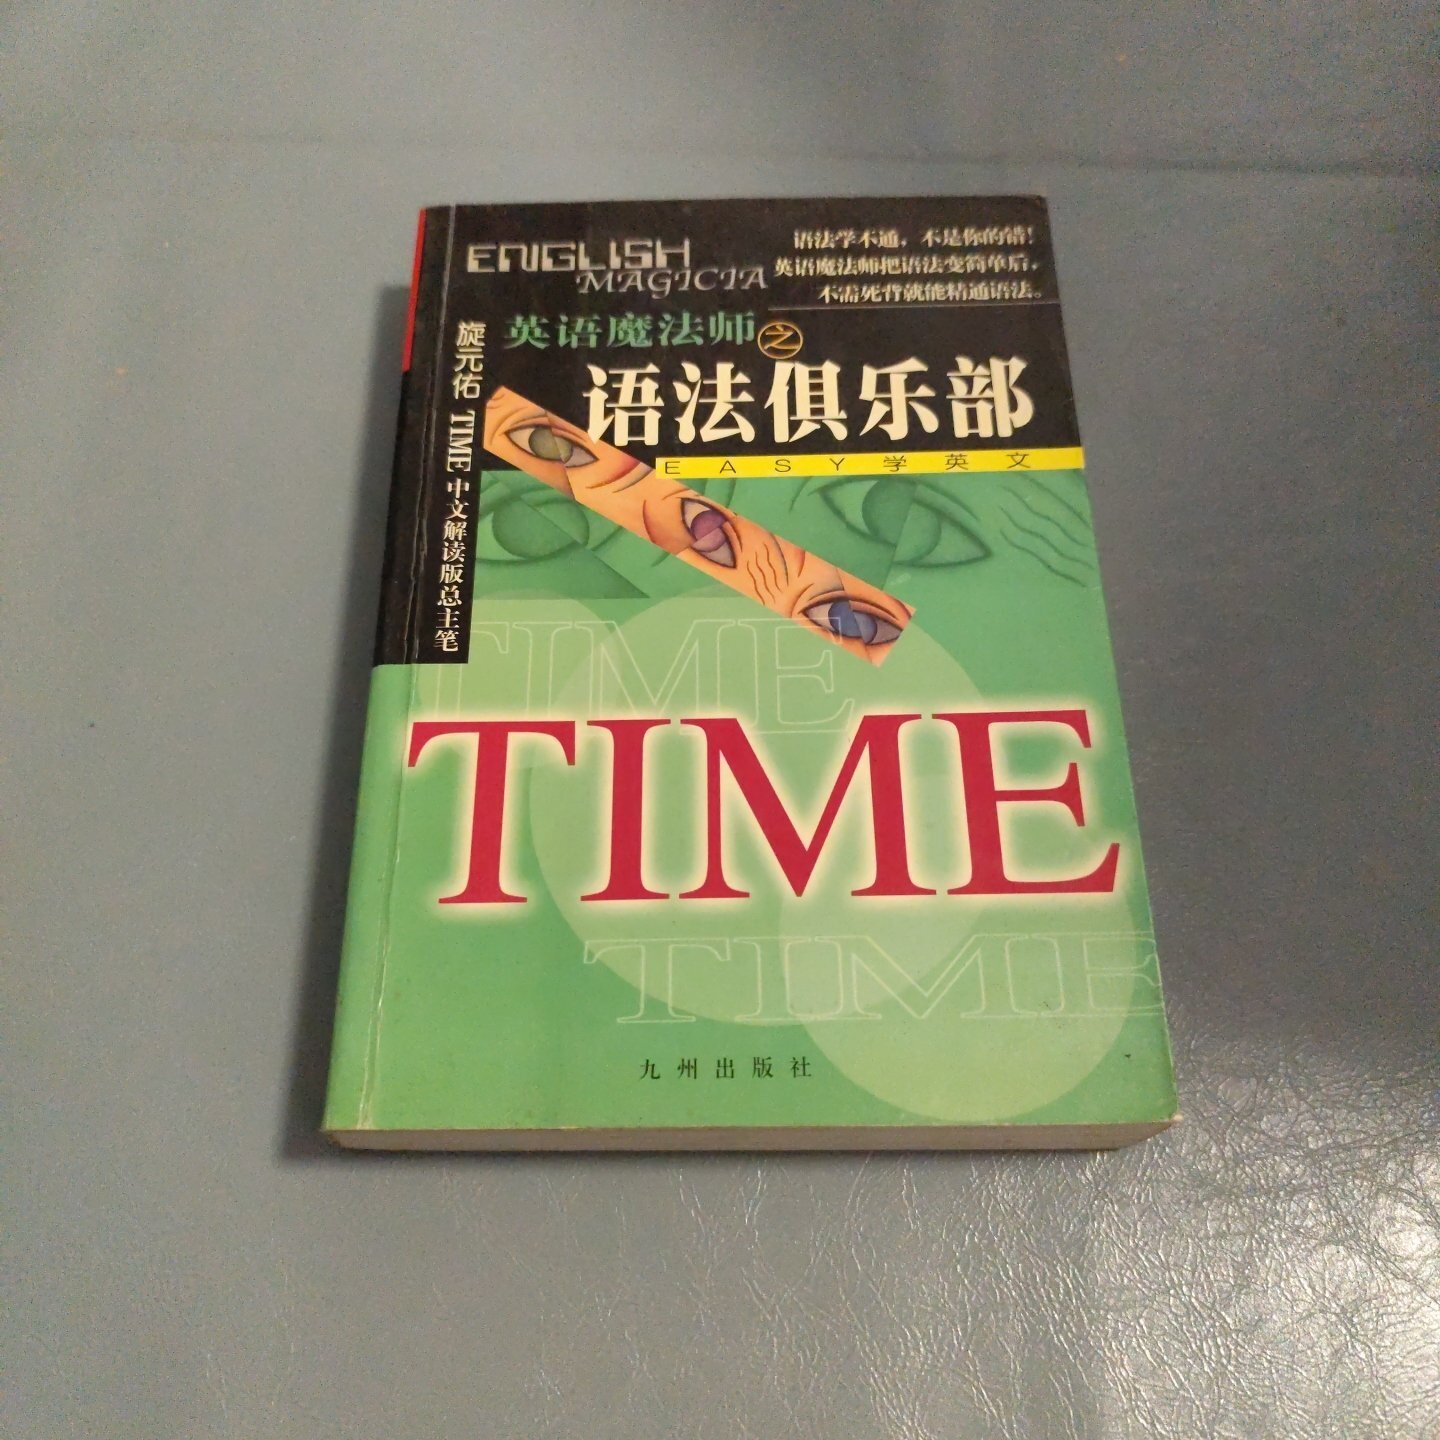 ENGLISH
MAGICIA
语法学不通，不是你的错！
英语魔法师把语法变简单后，
不需死背就能精通语法。
英语魔法师之
语法俱乐部
EASY学英文
旋元佑 TIME 中文解读版总主笔
TIME
TIME
TIME
九州出版社